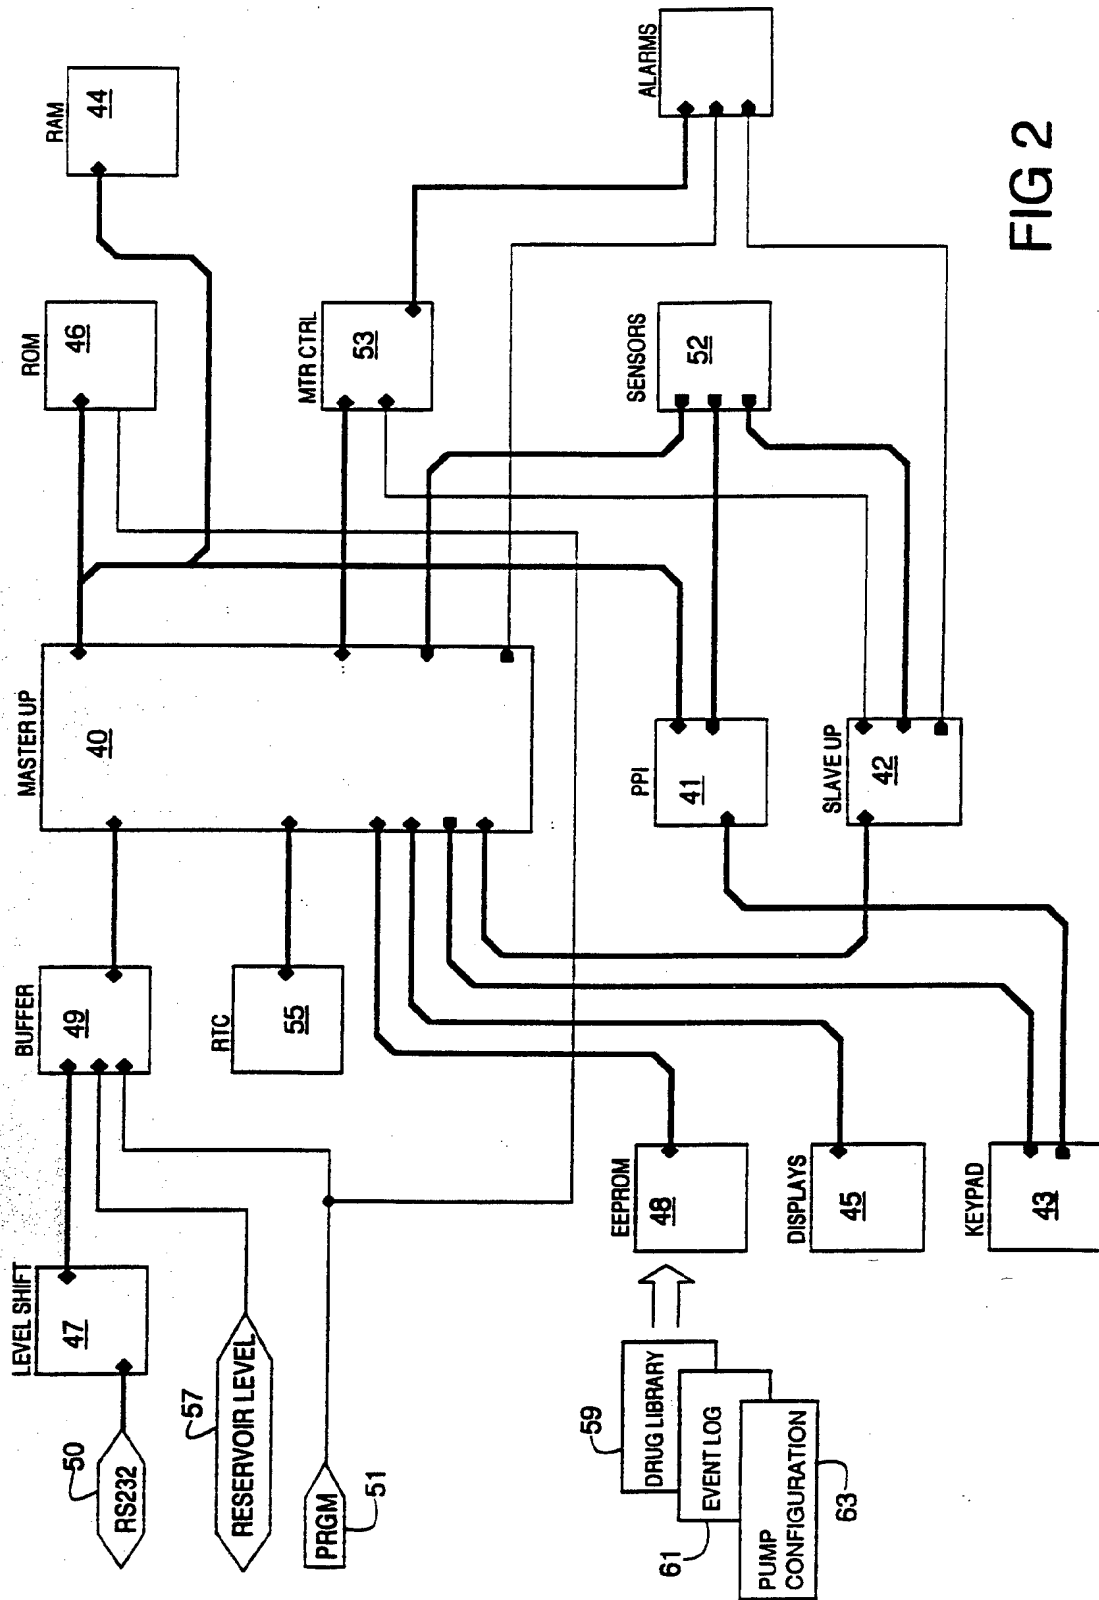 RS232
50
LEVEL SHIFT
47
BUFFER
49
MASTER UP
40
ROM
46
RAM
44
RESERVOIR LEVEL
57
RTC
55
MTR CTRL
53
PRGM
51
DRUG LIBRARY
59
EVENT LOG
61
PUMP
CONFIGURATION
63
EEPROM
48
PPI
41
SENSORS
52
ALARMS
DISPLAYS
45
SLAVE UP
42
KEYPAD
43
FIG 2